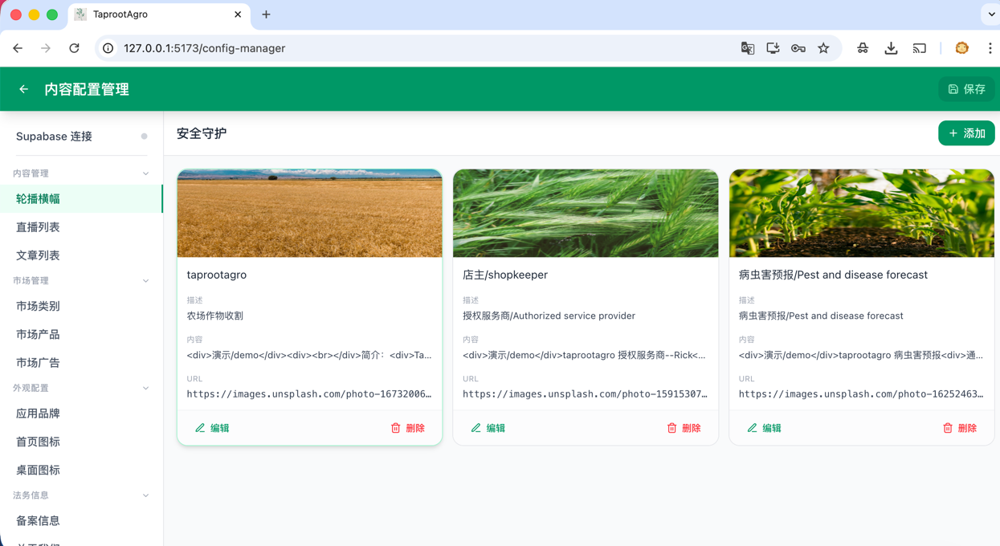 TaprootAgro
127.0.0.1:5173/config-manager
内容配置管理
保存
Supabase 连接
内容管理
轮播横幅
直播列表
文章列表
市场管理
市场类别
市场产品
市场广告
外观配置
应用品牌
首页图标
桌面图标
法务信息
备案信息
安全守护
添加
taprootagro
描述
农场作物收割
内容
<div>演示/demo</div><div><br></div>简介：<div>Ta...
URL
https://images.unsplash.com/photo-16732006...
编辑
删除
店主/shopkeeper
描述
授权服务商/Authorized service provider
内容
<div>演示/demo</div>taprootagro 授权服务商--Rick<...
URL
https://images.unsplash.com/photo-15915307...
编辑
删除
病虫害预报/Pest and disease forecast
描述
病虫害预报/Pest and disease forecast
内容
<div>演示/demo</div>taprootagro 病虫害预报<div>通...
URL
https://images.unsplash.com/photo-16252463...
编辑
删除